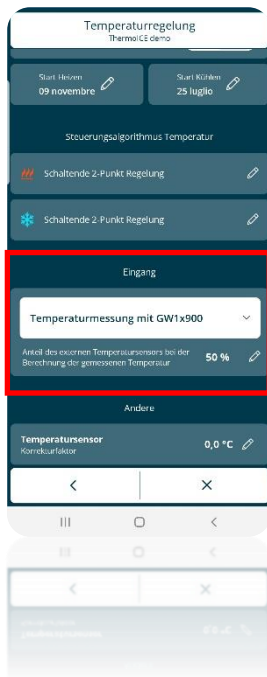 Temperaturregelung
ThermoICE demo
Start Heizen
09 novembre
Start Kühlen
25 luglio
Steuerungsalgorithmus Temperatur
Schaltende 2-Punkt Regelung
Schaltende 2-Punkt Regelung
Eingang
Temperaturmessung mit GW1x900
Anteil des externen Temperatursensors bei der
Berechnung der gemessenen Temperatur
50 %
Andere
Temperatursensor
Korrekturfaktor
0,0 °C